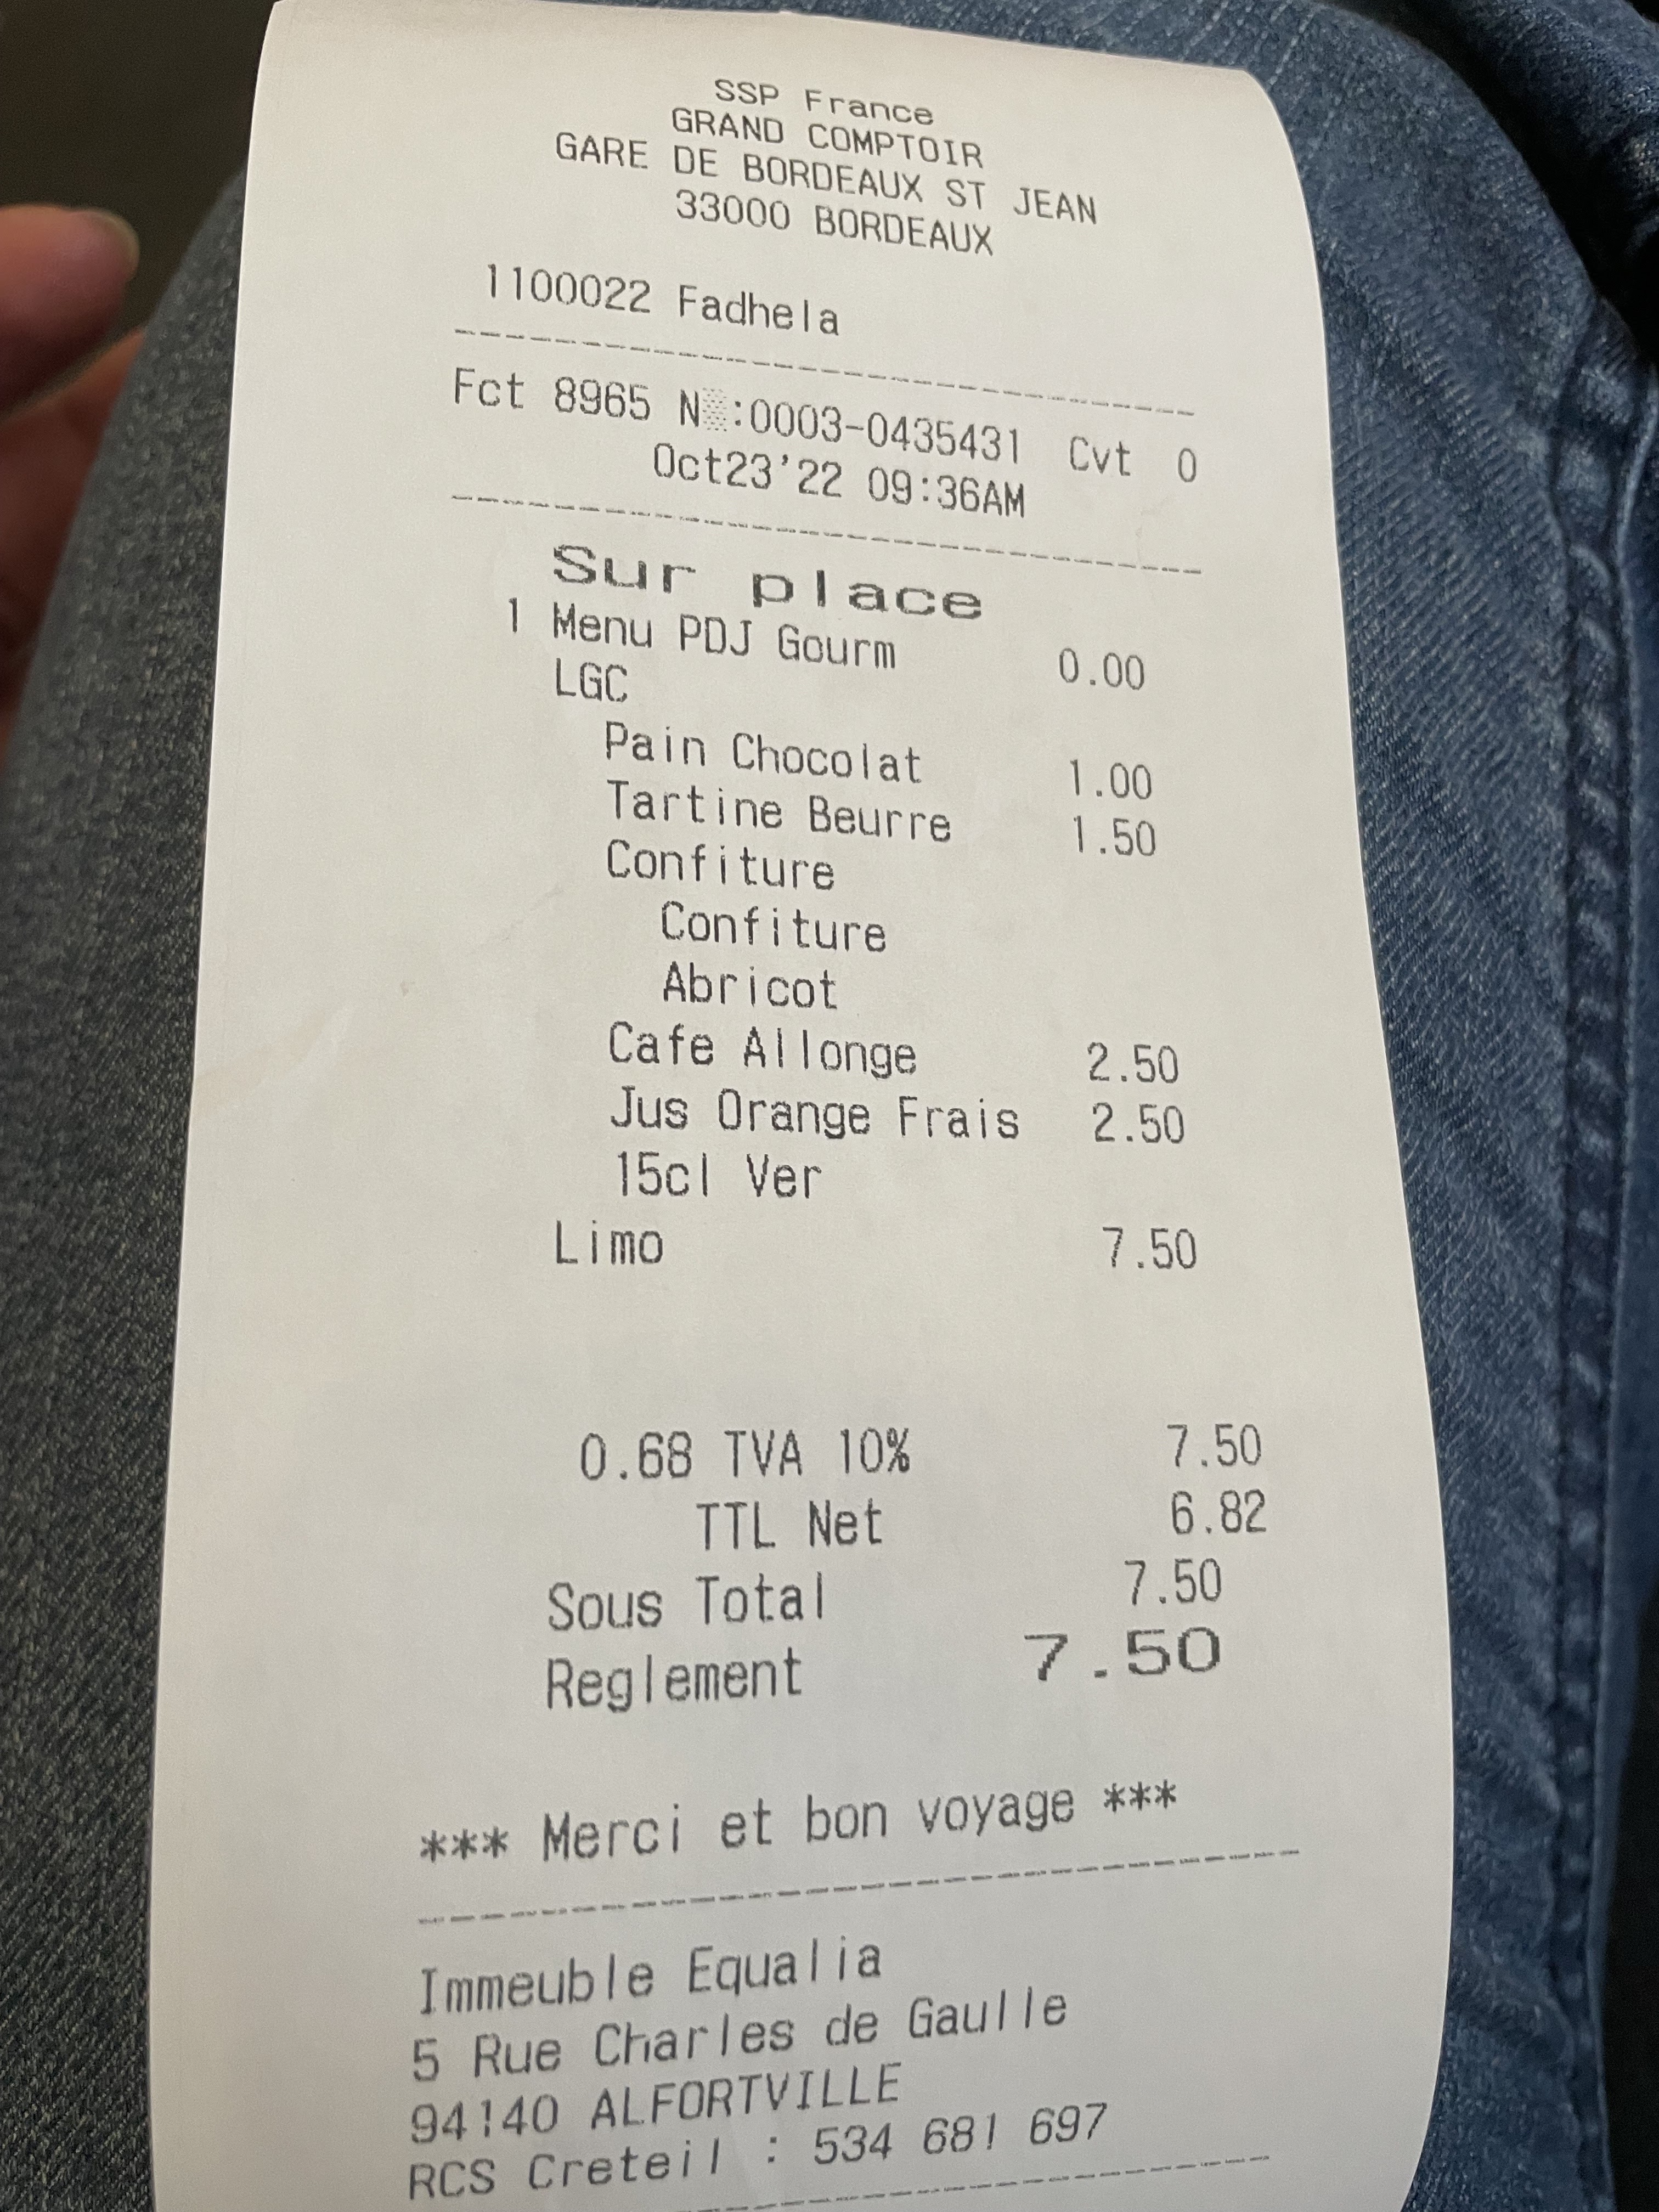 SSP France
GRAND COMPTOIR
GARE DE BORDEAUX ST JEAN
33000 BORDEAUX
1100022 Fadhela
Fct 8965 N▒:0003-0435431 Cvt 0
Oct23'22 09:36AM
Sur place
1 Menu PDJ Gourm 0.00
LGC
Pain Chocolat 1.00
Tartine Beurre 1.50
Confiture
Confiture
Abricot
Cafe Allonge 2.50
Jus Orange Frais 2.50
15cl Ver
Limo 7.50
0.68 TVA 10% 7.50
TTL Net 6.82
Sous Total 7.50
Reglement 7.50
*** Merci et bon voyage ***
Immeuble Equalia
5 Rue Charles de Gaulle
94140 ALFORTVILLE
RCS Creteil : 534 681 697